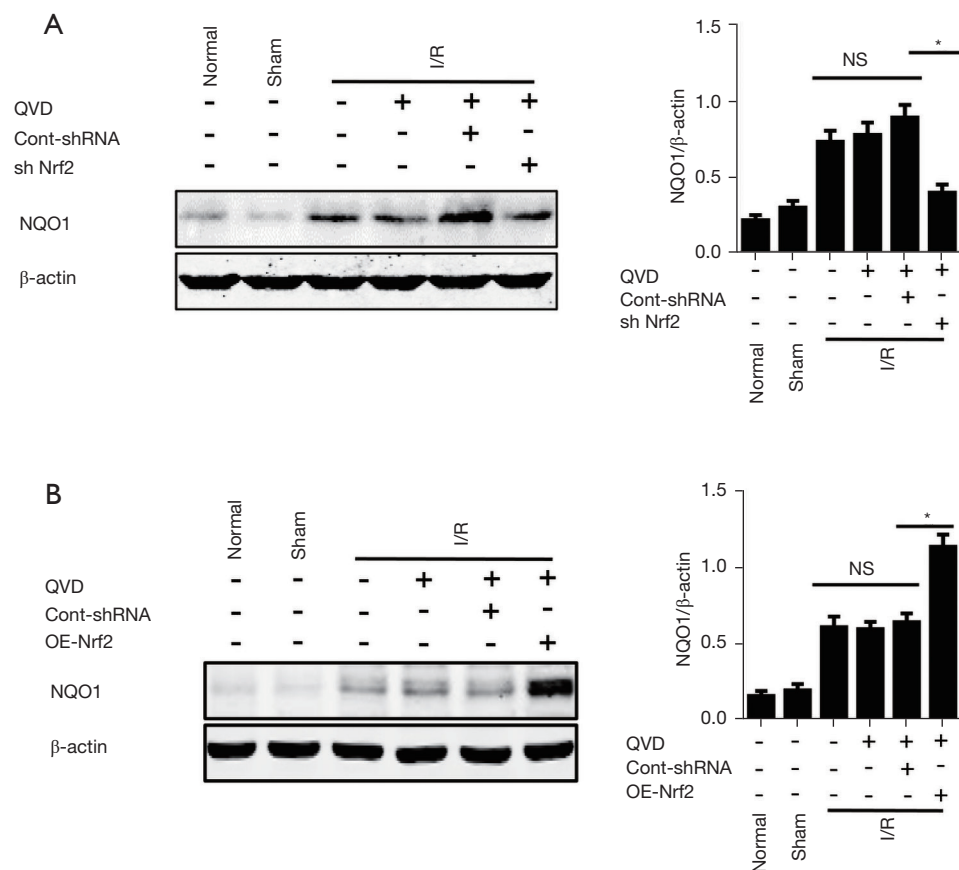 A
Normal
Sham
I/R
QVD - - - + + +
Cont-shRNA - - - - + -
sh Nrf2 - - - - - +
NQO1
β-actin
NQO1/β-actin
1.5
1.0
0.5
0.0
NS
*
QVD - - - + + +
Cont-shRNA - - - - + -
sh Nrf2 - - - - - +
Normal
Sham
I/R
B
Normal
Sham
I/R
QVD - - - + + +
Cont-shRNA - - - - + -
OE-Nrf2 - - - - - +
NQO1
β-actin
NQO1/β-actin
1.5
1.0
0.5
0.0
NS
*
QVD - - - + + +
Cont-shRNA - - - - + -
OE-Nrf2 - - - - - +
Normal
Sham
I/R